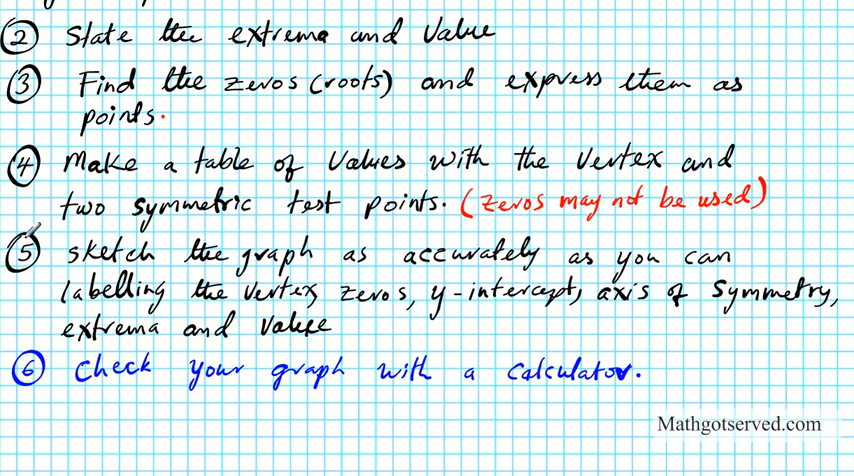 ② State the extrema and Value
③ Find the zeros (roots) and express them as
points.
④ Make a table of Values with the Vertex and
two symmetric test points. (zeros may not be used)
⑤ sketch the graph as accurately as you can
labelling the vertex, zeros, y-intercept, axis of symmetry,
extrema and Value
⑥ Check your graph with a calculator.
Mathgotserved.com